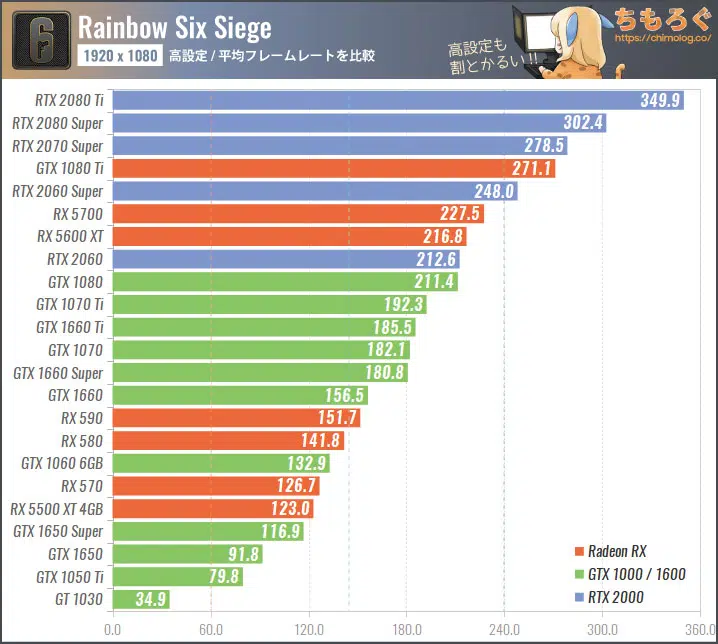 6
Rainbow Six Siege
1920 x 1080 高設定 / 平均フレームレートを比較
高設定も
割とかるい!!
ちもろぐ
https://chimolog.co/
RTX 2080 Ti 349.9
RTX 2080 Super 302.4
RTX 2070 Super 278.5
GTX 1080 Ti 271.1
RTX 2060 Super 248.0
RX 5700 227.5
RX 5600 XT 216.8
RTX 2060 212.6
GTX 1080 211.4
GTX 1070 Ti 192.3
GTX 1660 Ti 185.5
GTX 1070 182.1
GTX 1660 Super 180.8
GTX 1660 156.5
RX 590 151.7
RX 580 141.8
GTX 1060 6GB 132.9
RX 570 126.7
RX 5500 XT 4GB 123.0
GTX 1650 Super 116.9
GTX 1650 91.8
GTX 1050 Ti 79.8
GT 1030 34.9
Radeon RX
GTX 1000 / 1600
RTX 2000
0.0 60.0 120.0 180.0 240.0 300.0 360.0